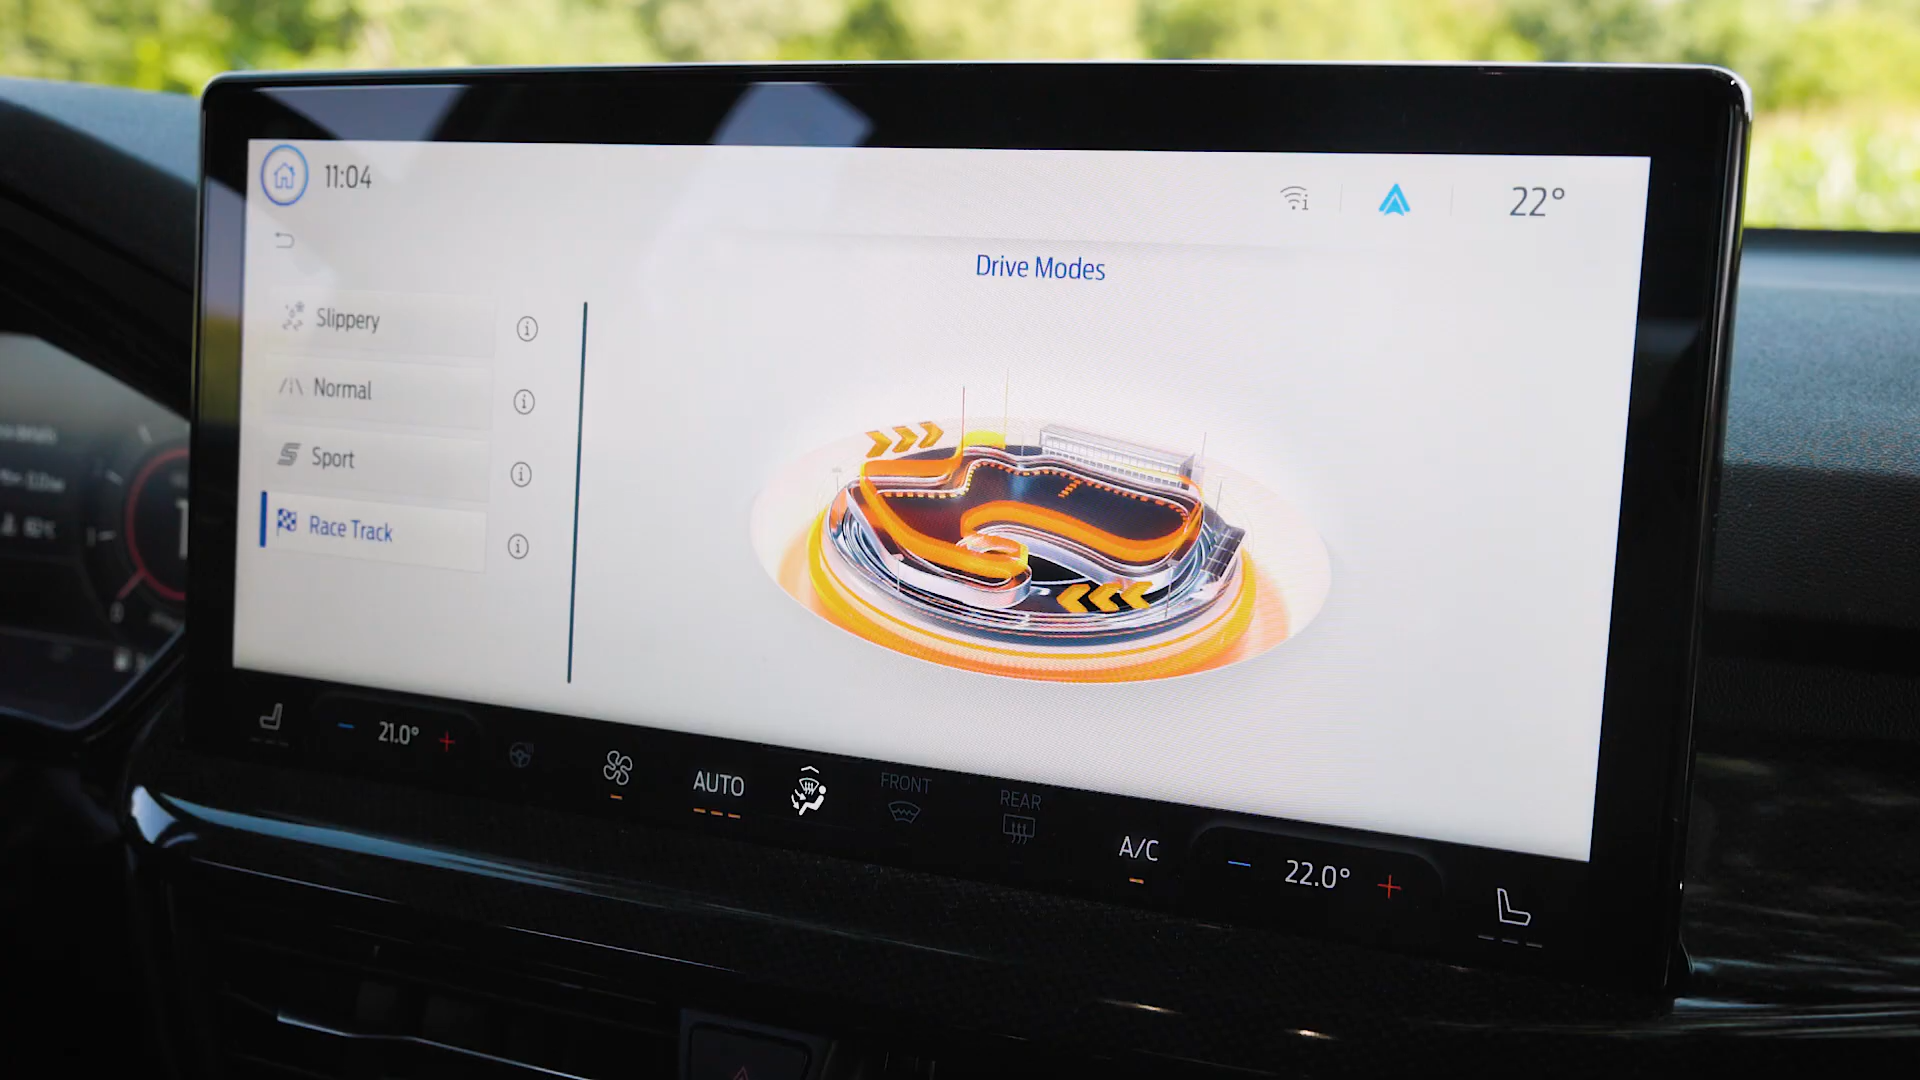 11:04
22°
Drive Modes
Slippery
Normal
Sport
Race Track
21.0°
AUTO
FRONT
REAR
A/C
22.0°